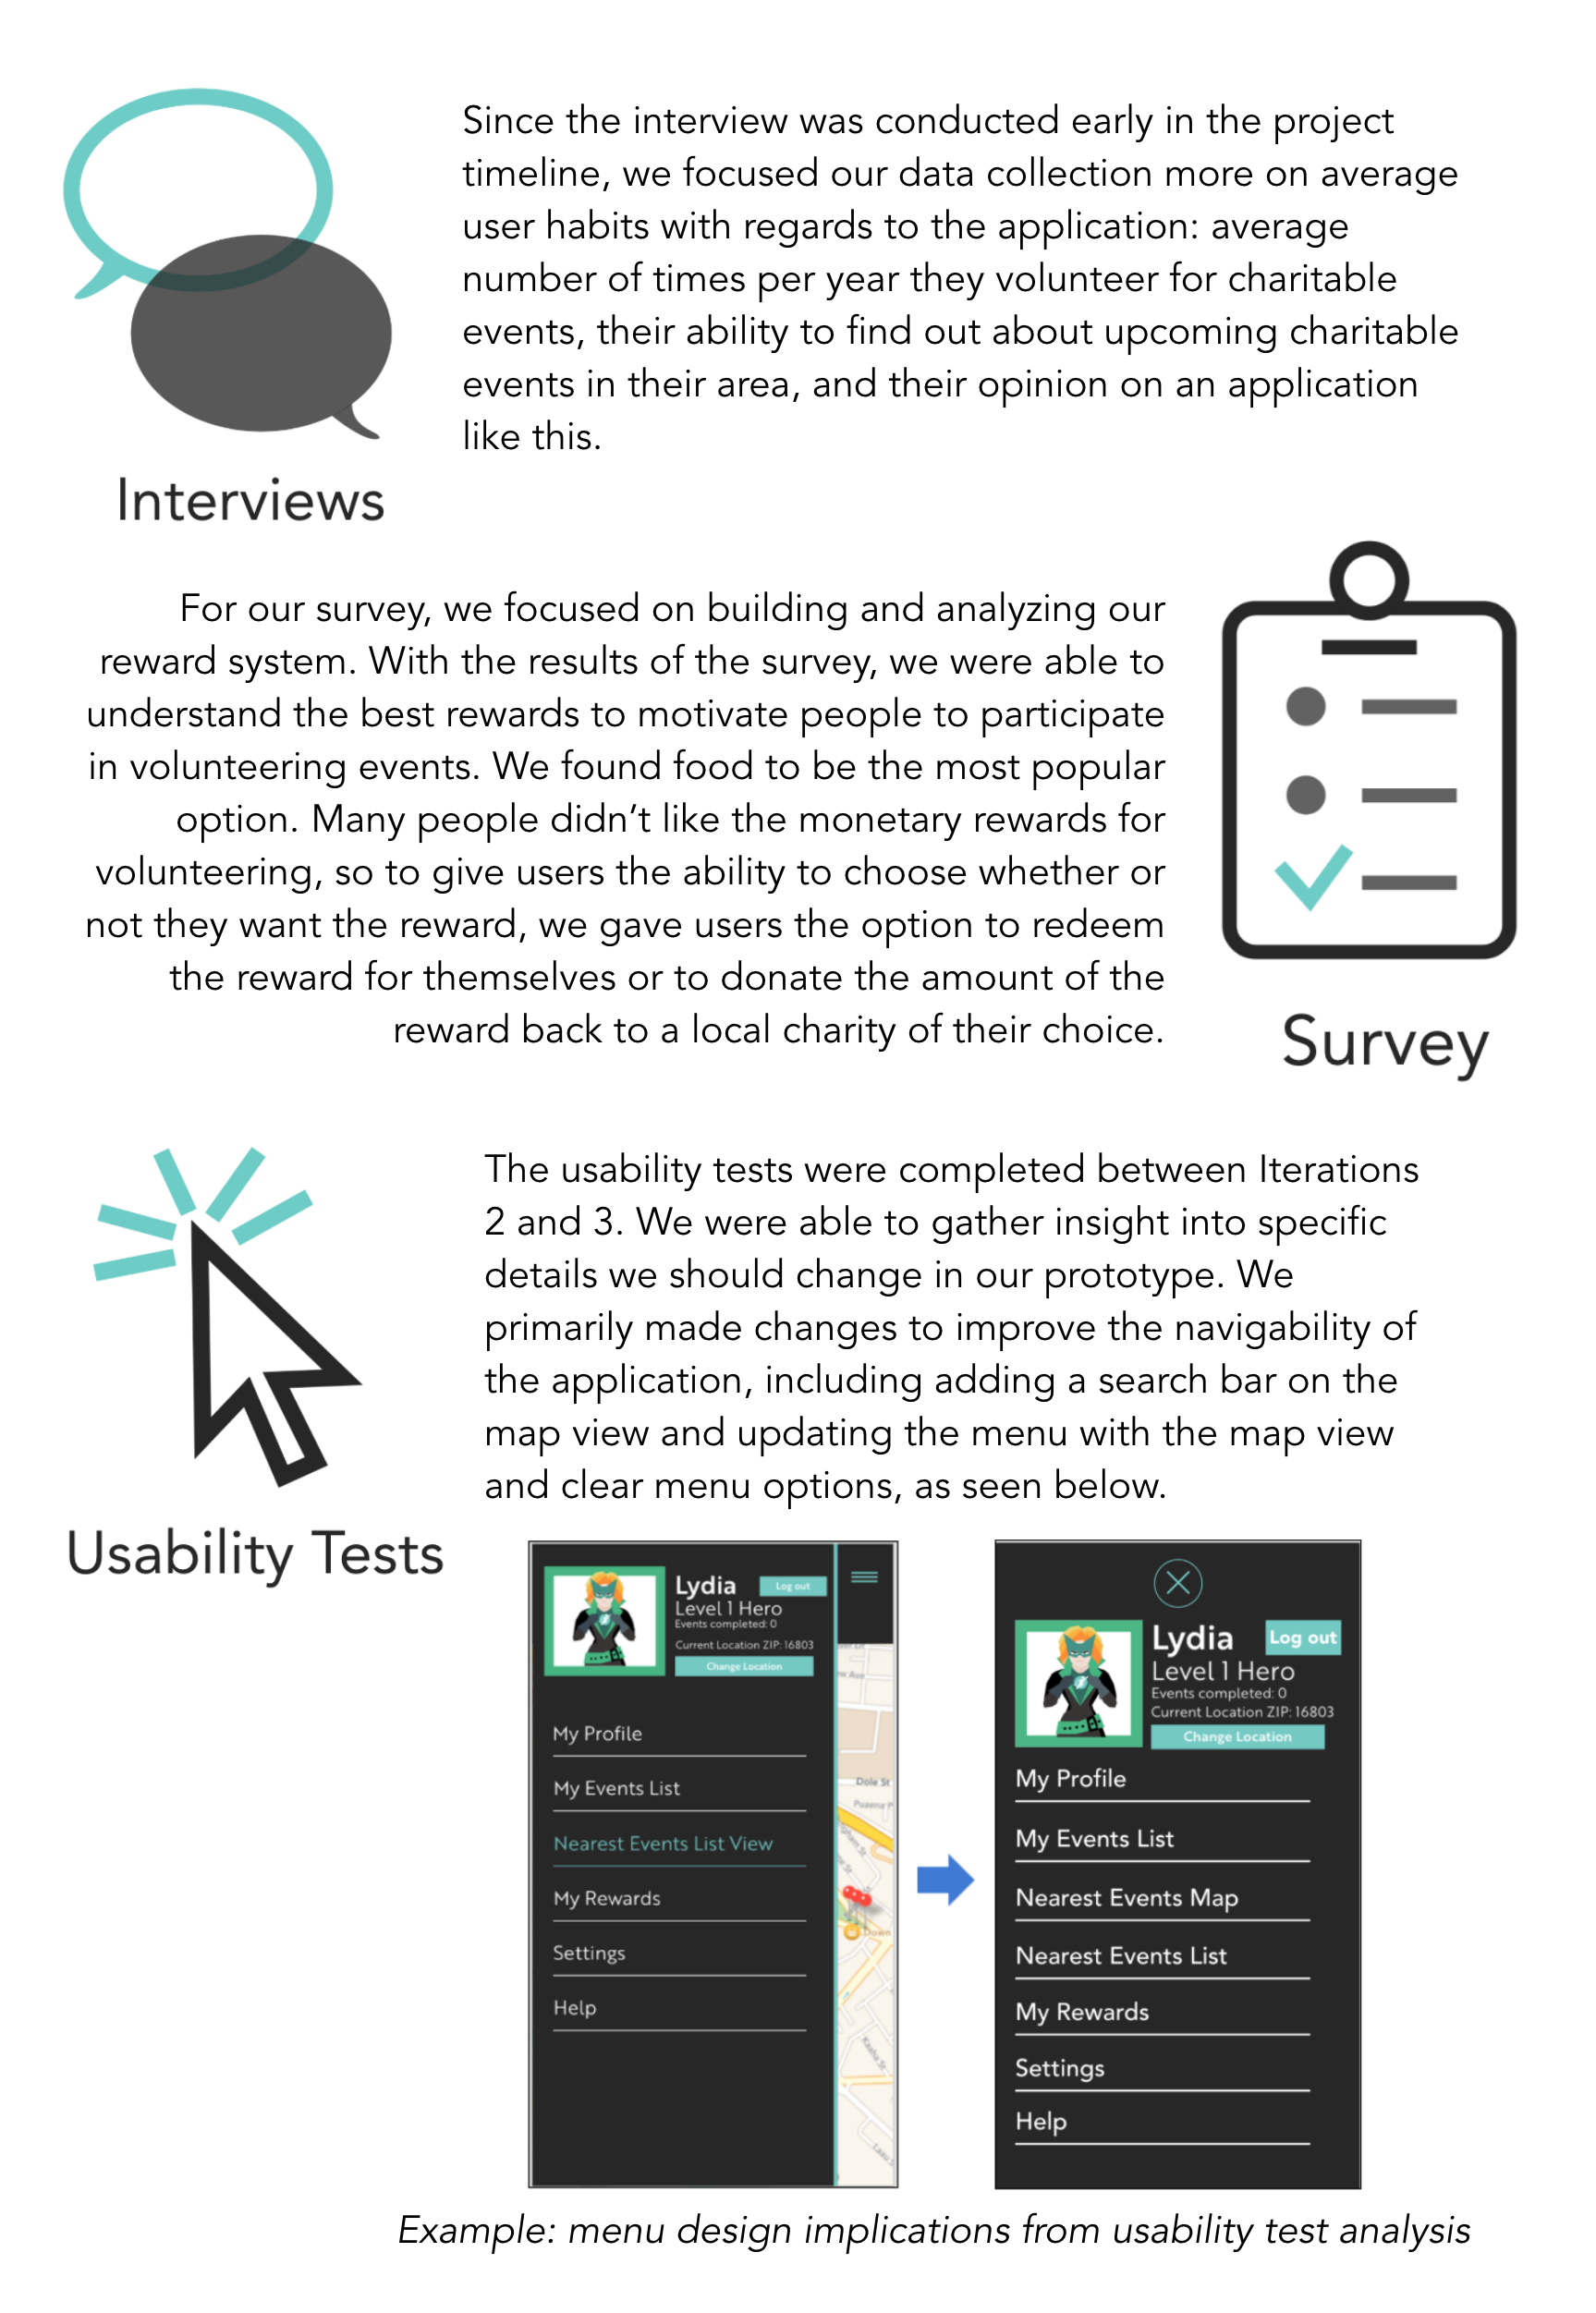 Since the interview was conducted early in the project
timeline, we focused our data collection more on average
user habits with regards to the application: average
number of times per year they volunteer for charitable
events, their ability to find out about upcoming charitable
events in their area, and their opinion on an application
like this.
Interviews
For our survey, we focused on building and analyzing our
reward system. With the results of the survey, we were able to
understand the best rewards to motivate people to participate
in volunteering events. We found food to be the most popular
option. Many people didn’t like the monetary rewards for
volunteering, so to give users the ability to choose whether or
not they want the reward, we gave users the option to redeem
the reward for themselves or to donate the amount of the
reward back to a local charity of their choice.
Survey
The usability tests were completed between Iterations
2 and 3. We were able to gather insight into specific
details we should change in our prototype. We
primarily made changes to improve the navigability of
the application, including adding a search bar on the
map view and updating the menu with the map view
and clear menu options, as seen below.
Usability Tests
Lydia
Log out
Level 1 Hero
Events completed: 0
Current Location ZIP: 16803
Change Location
My Profile
My Events List
Nearest Events List View
My Rewards
Settings
Help
Dole St
Down
Lydia
Log out
Level 1 Hero
Events completed: 0
Current Location ZIP: 16803
Change Location
My Profile
My Events List
Nearest Events Map
Nearest Events List
My Rewards
Settings
Help
Example: menu design implications from usability test analysis